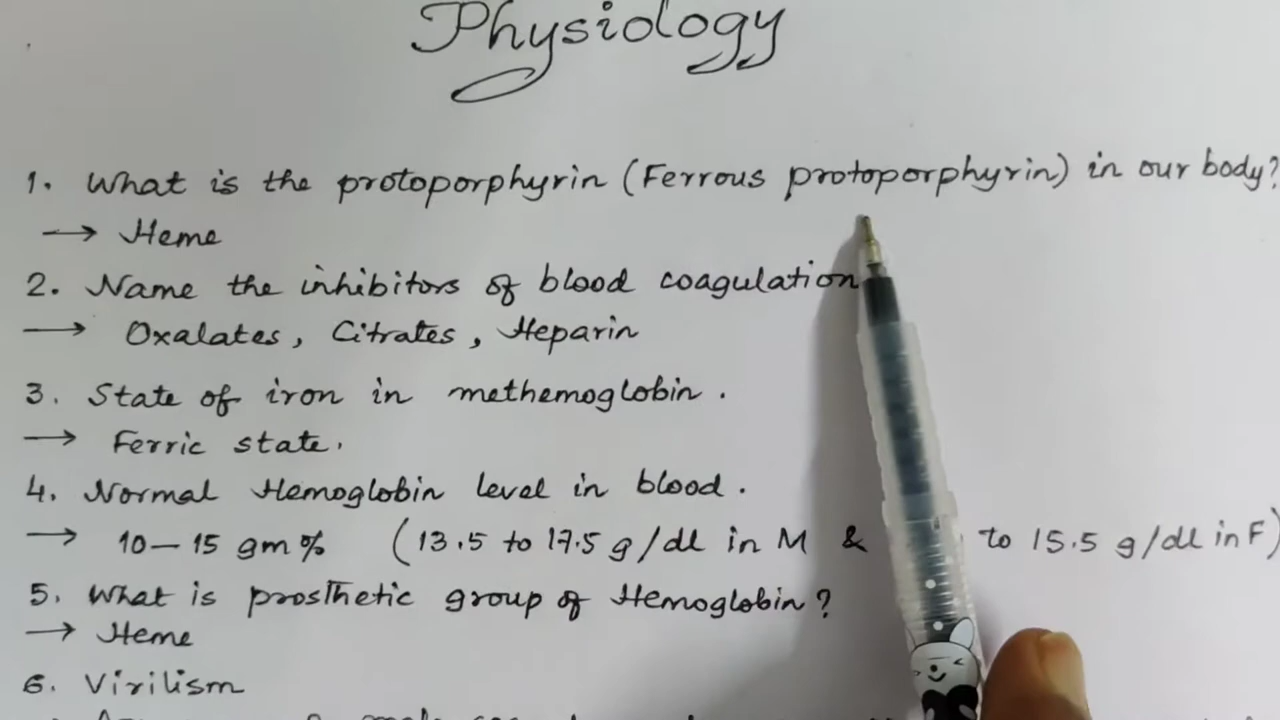 Physiology
1. What is the protoporphyrin (Ferrous protoporphyrin) in our body?
→ Heme
2. Name the inhibitors of blood coagulation
→ Oxalates, Citrates, Heparin
3. State of iron in methemoglobin.
→ Ferric state.
4. Normal Hemoglobin level in blood.
→ 10-15 gm% (13.5 to 17.5 g/dl in M & to 15.5 g/dl in F)
5. What is prosthetic group of Hemoglobin?
→ Heme
6. Virilism